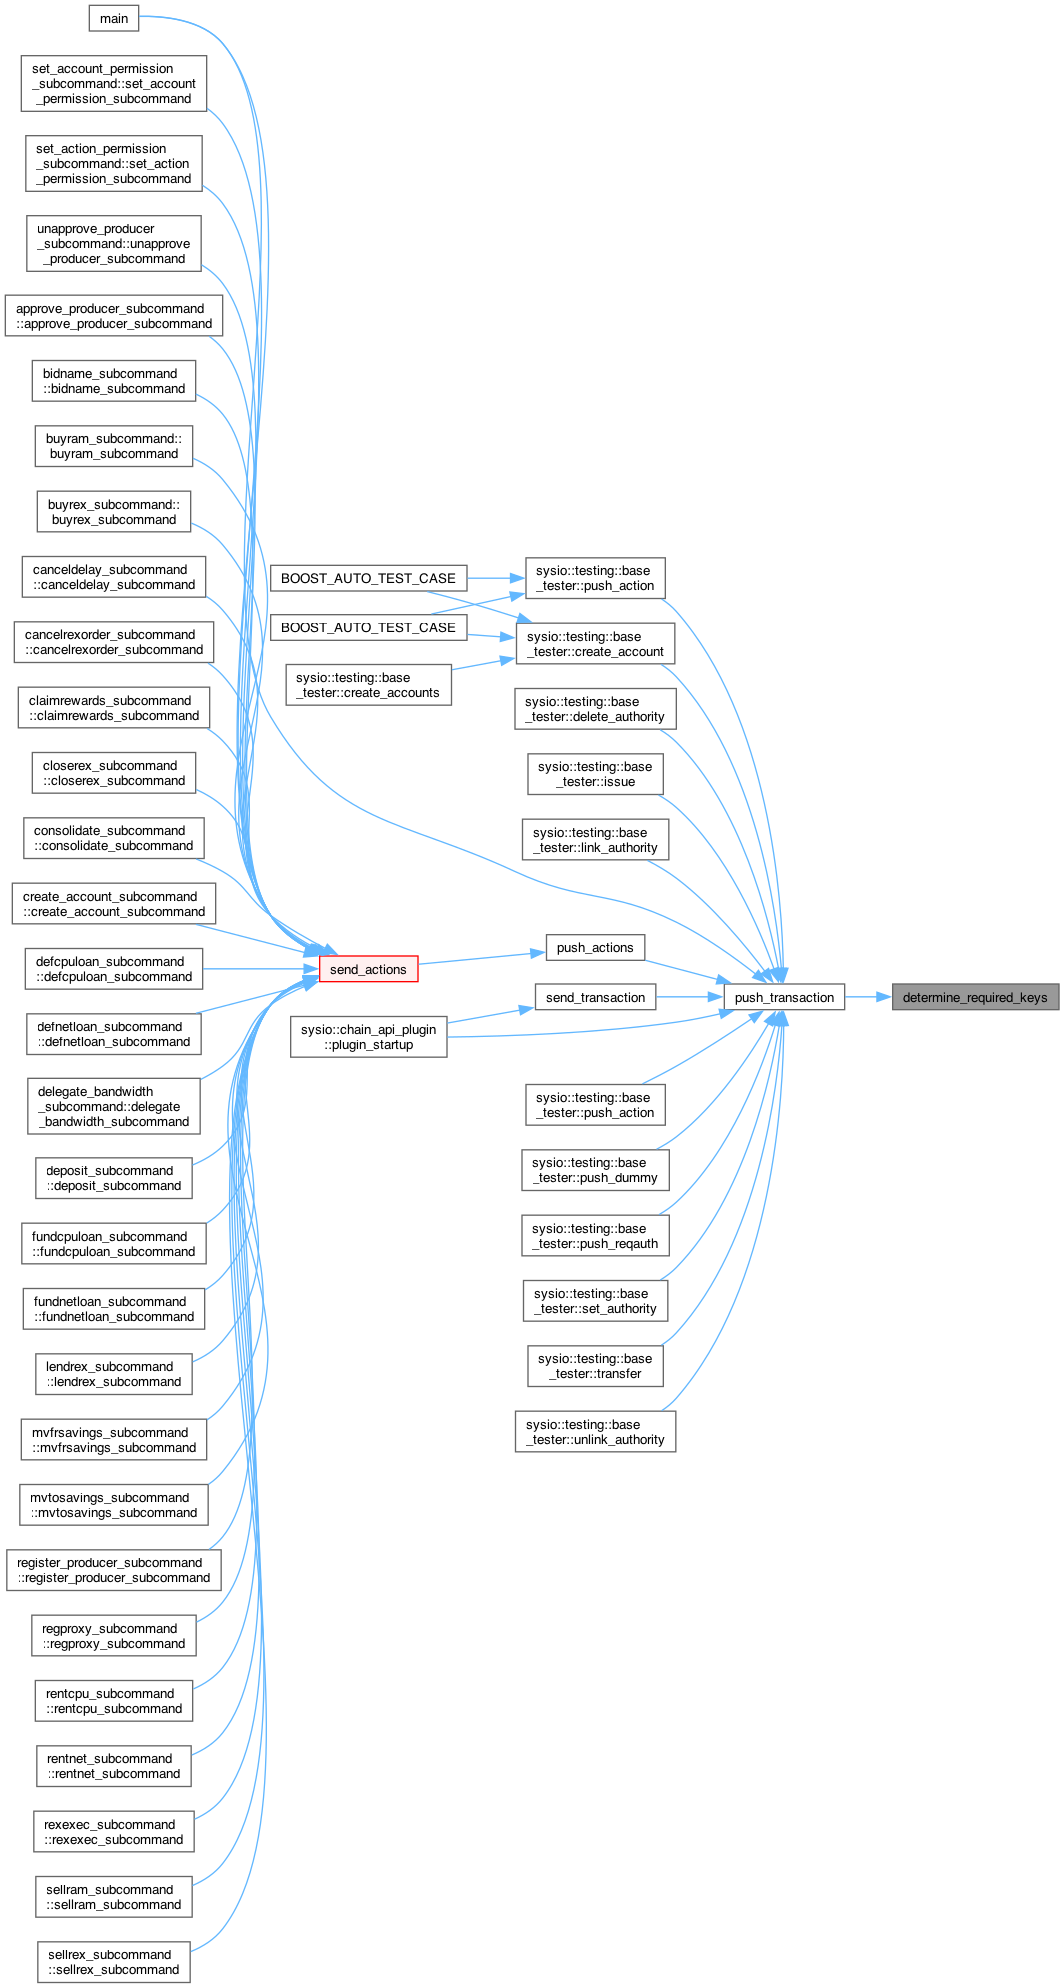 main
set_account_permission
_subcommand::set_account
_permission_subcommand
set_action_permission
_subcommand::set_action
_permission_subcommand
unapprove_producer
_subcommand::unapprove
_producer_subcommand
approve_producer_subcommand
::approve_producer_subcommand
bidname_subcommand
::bidname_subcommand
buyram_subcommand::
buyram_subcommand
buyrex_subcommand::
buyrex_subcommand
canceldelay_subcommand
::canceldelay_subcommand
cancelrexorder_subcommand
::cancelrexorder_subcommand
claimrewards_subcommand
::claimrewards_subcommand
closerex_subcommand
::closerex_subcommand
consolidate_subcommand
::consolidate_subcommand
create_account_subcommand
::create_account_subcommand
defcpuloan_subcommand
::defcpuloan_subcommand
defnetloan_subcommand
::defnetloan_subcommand
delegate_bandwidth
_subcommand::delegate
_bandwidth_subcommand
deposit_subcommand
::deposit_subcommand
fundcpuloan_subcommand
::fundcpuloan_subcommand
fundnetloan_subcommand
::fundnetloan_subcommand
lendrex_subcommand
::lendrex_subcommand
mvfrsavings_subcommand
::mvfrsavings_subcommand
mvtosavings_subcommand
::mvtosavings_subcommand
register_producer_subcommand
::register_producer_subcommand
regproxy_subcommand
::regproxy_subcommand
rentcpu_subcommand
::rentcpu_subcommand
rentnet_subcommand
::rentnet_subcommand
rexexec_subcommand
::rexexec_subcommand
sellram_subcommand
::sellram_subcommand
sellrex_subcommand
::sellrex_subcommand
BOOST_AUTO_TEST_CASE
BOOST_AUTO_TEST_CASE
sysio::testing::base
_tester::create_accounts
send_actions
sysio::chain_api_plugin
::plugin_startup
sysio::testing::base
_tester::push_action
sysio::testing::base
_tester::create_account
sysio::testing::base
_tester::delete_authority
sysio::testing::base
_tester::issue
sysio::testing::base
_tester::link_authority
push_actions
send_transaction
sysio::testing::base
_tester::push_action
sysio::testing::base
_tester::push_dummy
sysio::testing::base
_tester::push_reqauth
sysio::testing::base
_tester::set_authority
sysio::testing::base
_tester::transfer
sysio::testing::base
_tester::unlink_authority
push_transaction
determine_required_keys